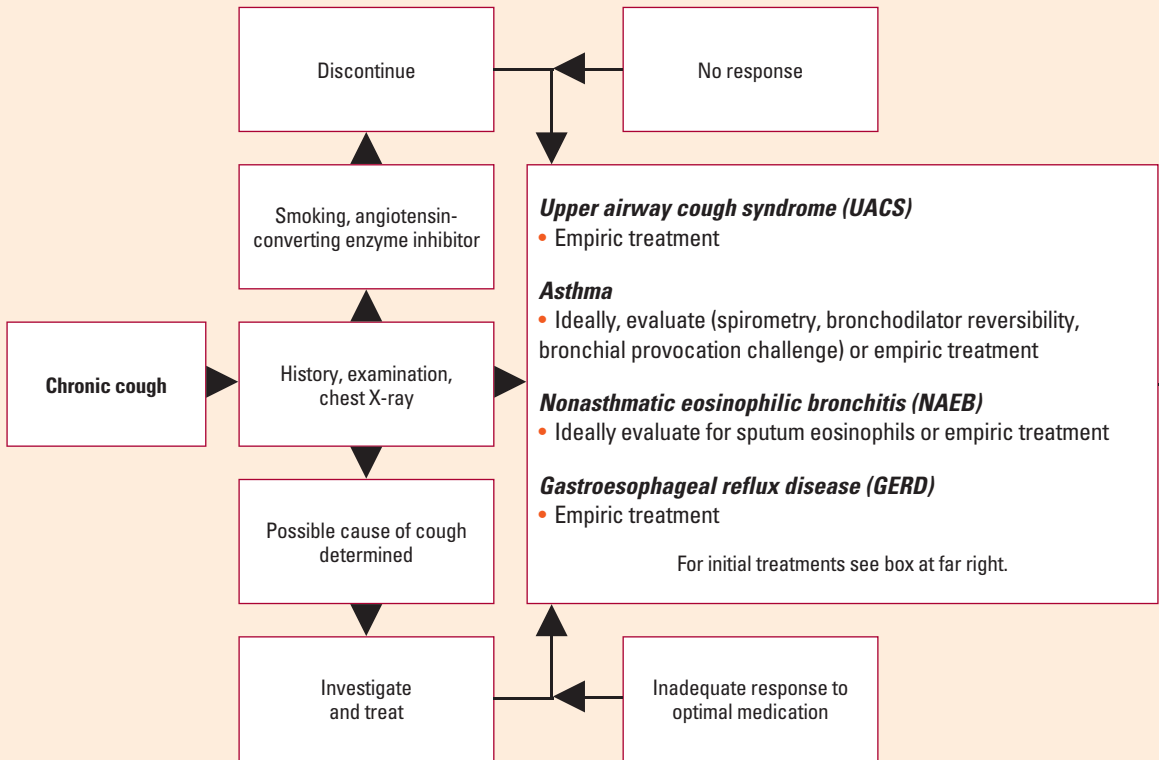 Discontinue
No response
Smoking, angiotensin-
converting enzyme inhibitor
Upper airway cough syndrome (UACS)
• Empiric treatment
Asthma
• Ideally, evaluate (spirometry, bronchodilator reversibility,
bronchial provocation challenge) or empiric treatment
Chronic cough
History, examination,
chest X-ray
Nonasthmatic eosinophilic bronchitis (NAEB)
• Ideally evaluate for sputum eosinophils or empiric treatment
Gastroesophageal reflux disease (GERD)
• Empiric treatment
For initial treatments see box at far right.
Possible cause of cough
determined
Investigate
and treat
Inadequate response to
optimal medication